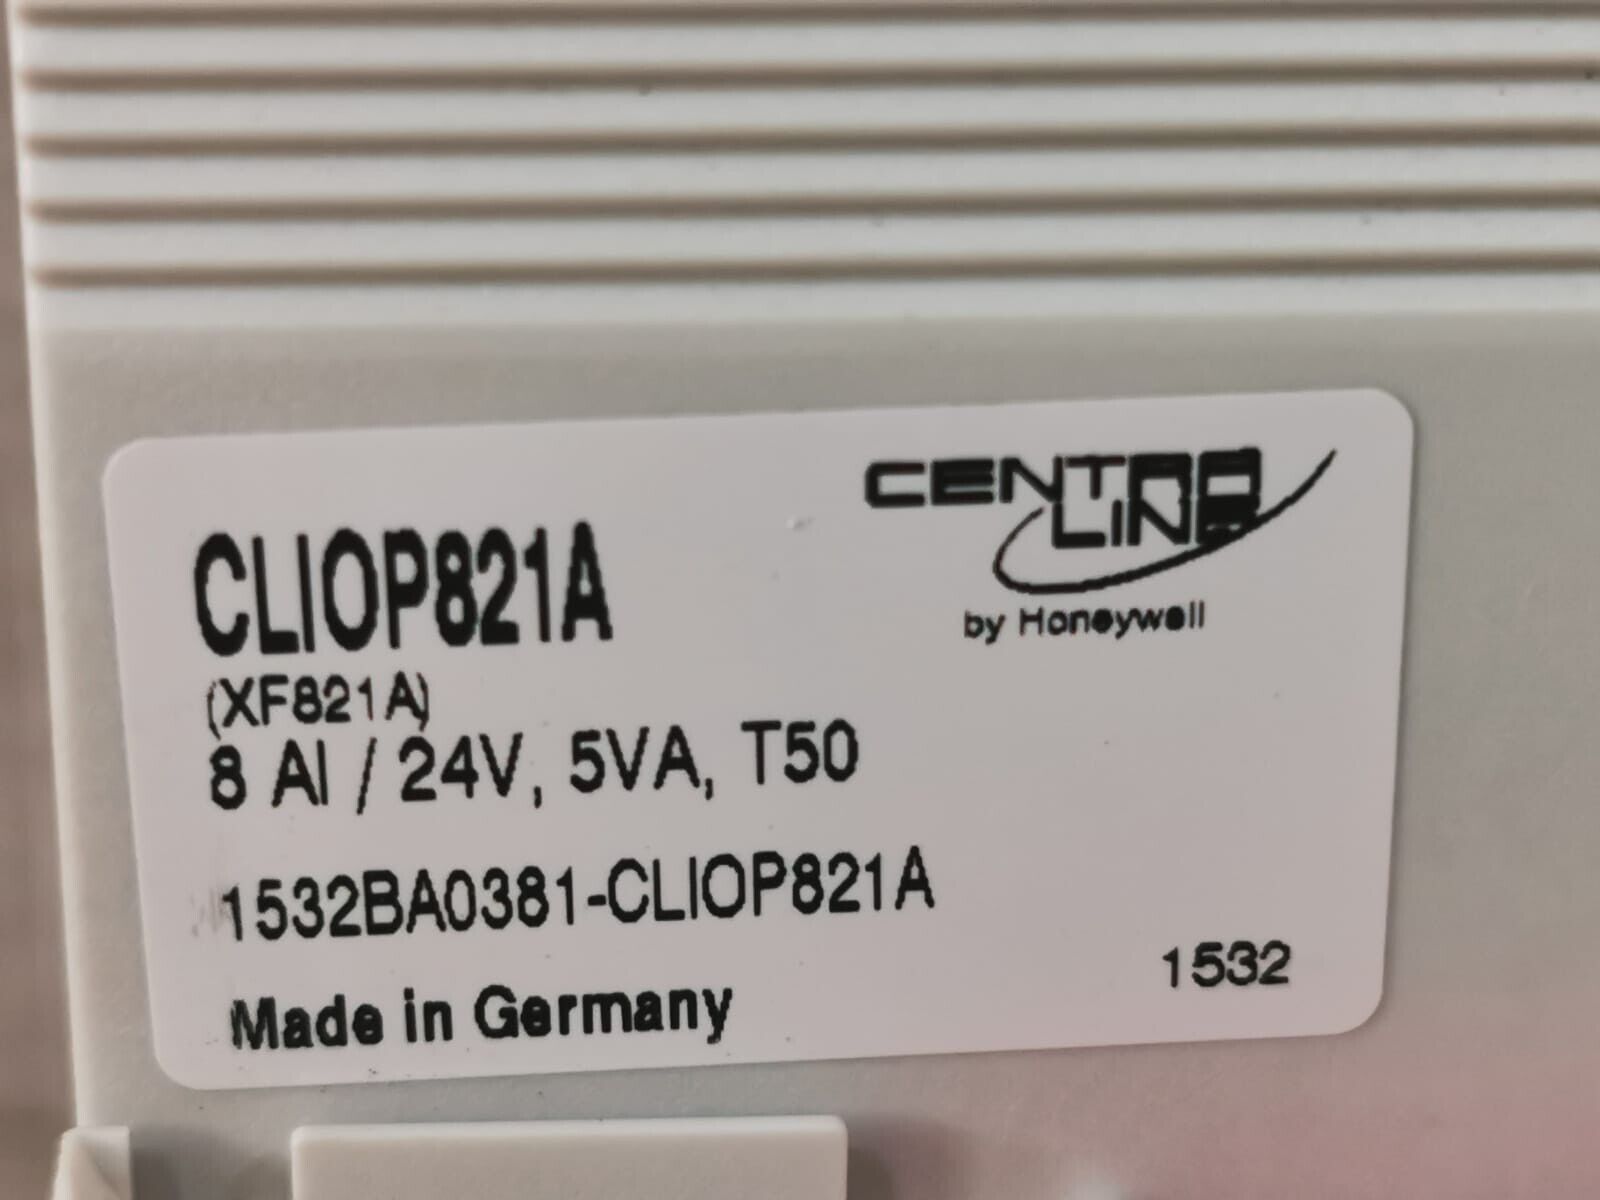 CENTRA
LINE
by Honeywell
CLIOP821A
(XF821A)
8 AI / 24V, 5VA, T50
1532BA0381-CLIOP821A
1532
Made in Germany